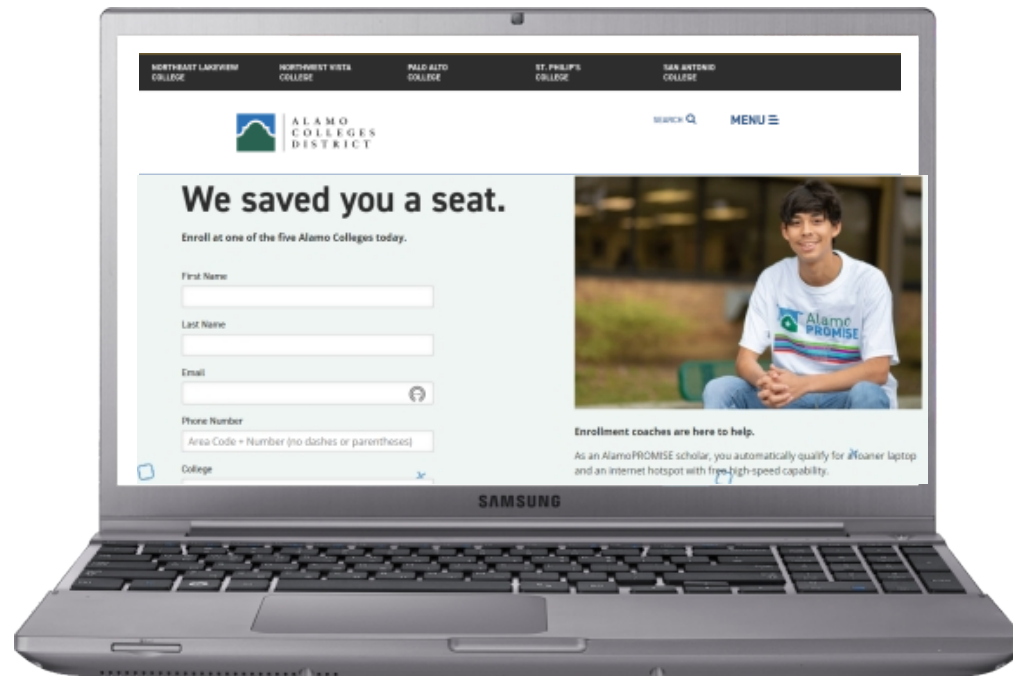 NORTHEAST LAKEVIEW COLLEGE
NORTHWEST VISTA COLLEGE
PALO ALTO COLLEGE
ST. PHILIP'S COLLEGE
SAN ANTONIO COLLEGE
ALAMO
COLLEGES
DISTRICT
SEARCH
MENU
We saved you a seat.
Enroll at one of the five Alamo Colleges today.
First Name
Last Name
Email
Phone Number
Area Code + Number (no dashes or parentheses)
College
Alamo
PROMISE
Enrollment coaches are here to help.
As an AlamoPROMISE scholar, you automatically qualify for a loaner laptop
and an internet hotspot with free high-speed capability.
SAMSUNG